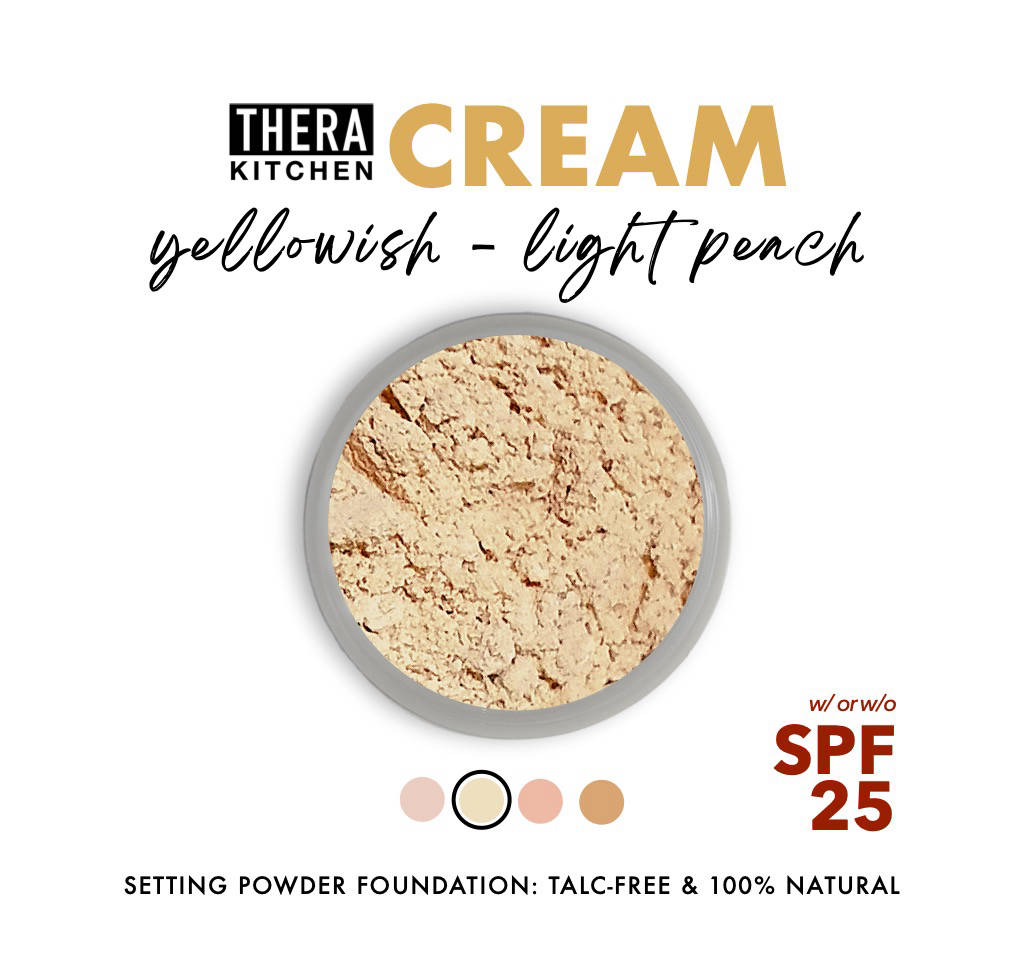 THERA
KITCHEN
CREAM
yellowish - light peach
w/ or w/o
SPF
25
SETTING POWDER FOUNDATION: TALC-FREE & 100% NATURAL